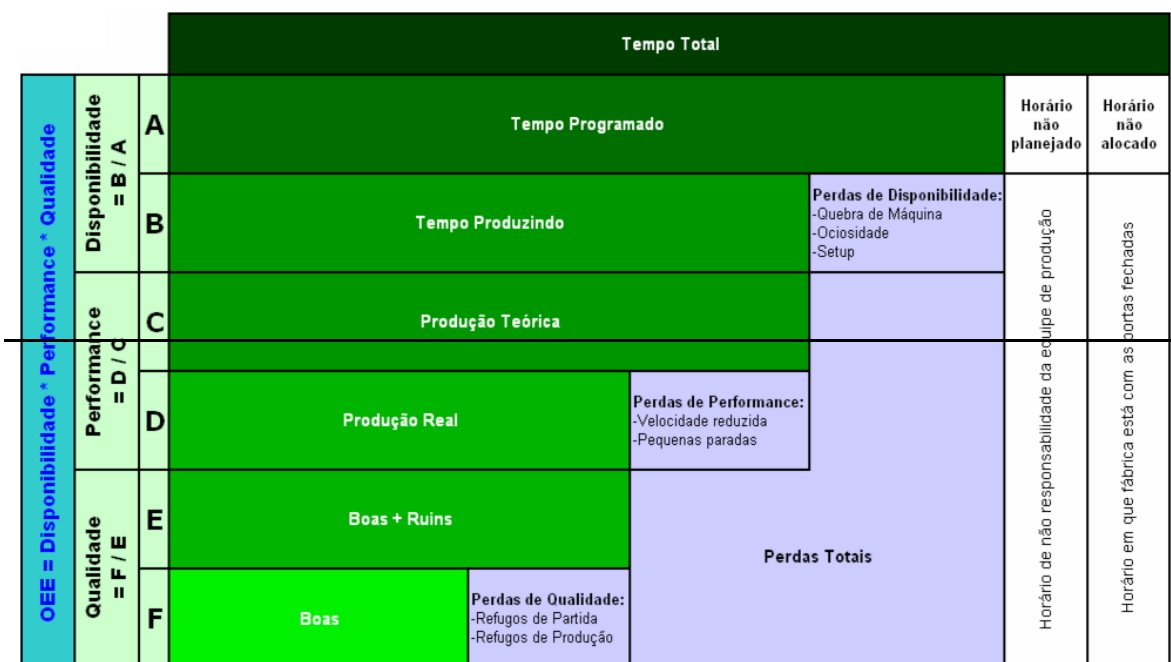 Tempo Total
OEE = Disponibilidade * Performance * Qualidade
Disponibilidade
= B / A
A
Tempo Programado
Horário
não
planejado
Horário
não
alocado
B
Tempo Produzindo
Perdas de Disponibilidade:
-Quebra de Máquina
-Ociosidade
-Setup
Horário de não responsabilidade da equipe de produção
Horário em que fábrica está com as portas fechadas
Performance
= D / C
C
Produção Teórica
D
Produção Real
Perdas de Performance:
-Velocidade reduzida
-Pequenas paradas
Qualidade
= F / E
E
Boas + Ruins
Perdas Totais
F
Boas
Perdas de Qualidade:
-Refugos de Partida
-Refugos de Produção